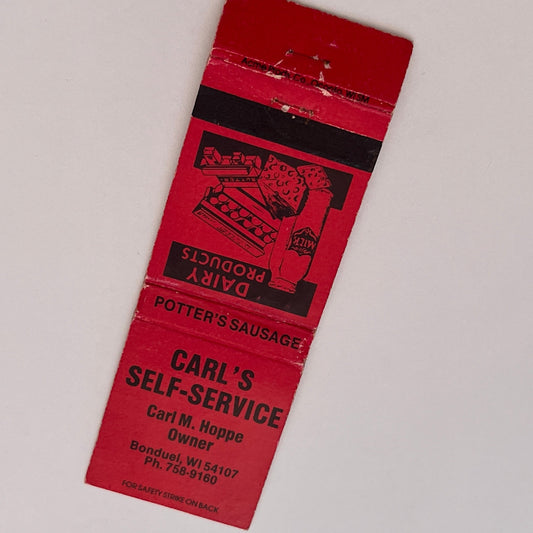 MILK
DAIRY
PRODUCTS
POTTER'S SAUSAGE
CARL'S
SELF-SERVICE
Carl M. Hoppe
Owner
Bonduel, WI 54107
Ph. 758-9160
FOR SAFETY STRIKE ON BACK